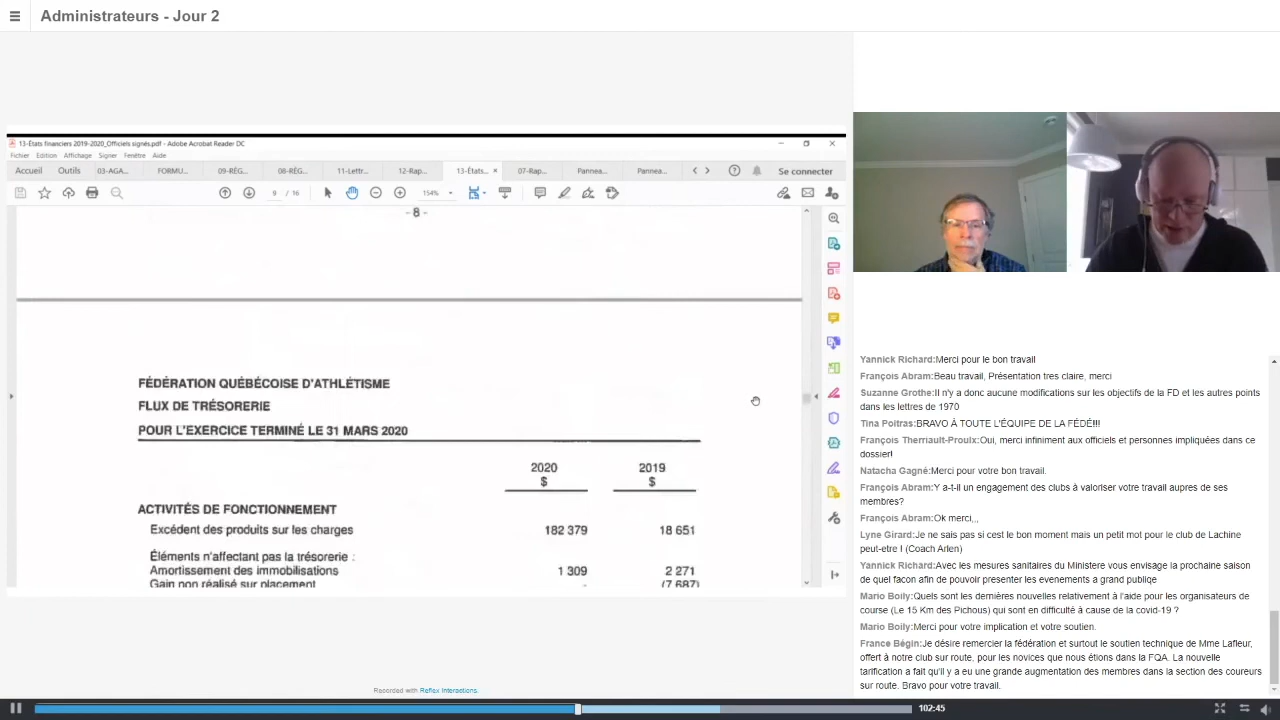 Administrateurs - Jour 2
13-États financiers 2019-2020_Officiels signés.pdf - Adobe Acrobat Reader DC
Fichier Edition Affichage Signer Fenêtre Aide
Accueil Outils 03-AGA... FORMU... 09-RÈG... 08-RÈG... 11-Lettr... 12-Rap... 13-États... × 07-Rap... Pannea... Pannea... Se connecter
9 / 16 154%
- 8 -
FÉDÉRATION QUÉBÉCOISE D'ATHLÉTISME
FLUX DE TRÉSORERIE
POUR L'EXERCICE TERMINÉ LE 31 MARS 2020
2020 2019
$ $
ACTIVITÉS DE FONCTIONNEMENT
Excédent des produits sur les charges 182 379 18 651
Éléments n'affectant pas la trésorerie :
Amortissement des immobilisations 1 309 2 271
Gain non réalisé sur placement - (7 687)
Yannick Richard:Merci pour le bon travail
François Abram:Beau travail, Présentation tres claire, merci
Suzanne Grothe:Il n'y a donc aucune modifications sur les objectifs de la FD et les autres points
dans les lettres de 1970
Tina Poitras:BRAVO À TOUTE L'ÉQUIPE DE LA FÉDÉ!!!
François Therriault-Proulx:Oui, merci infiniment aux officiels et personnes impliquées dans ce
dossier!
Natacha Gagné:Merci pour votre bon travail.
François Abram:Y a-t-il un engagement des clubs à valoriser votre travail aupres de ses
membres?
François Abram:Ok merci,,,
Lyne Girard:Je ne sais pas si cest le bon moment mais un petit mot pour le club de Lachine
peut-etre ! (Coach Arlen)
Yannick Richard:Avec les mesures sanitaires du Ministere vous envisage la prochaine saison
de quel facon afin de pouvoir presenter les evenements a grand publiqe
Mario Boily:Quels sont les dernières nouvelles relativement à l'aide pour les organisateurs de
course (Le 15 Km des Pichous) qui sont en difficulté à cause de la covid-19 ?
Mario Boily:Merci pour votre implication et votre soutien.
France Bégin:Je désire remercier la fédération et surtout le soutien technique de Mme Lafleur,
offert à notre club sur route, pour les novices que nous étions dans la FQA. La nouvelle
tarification a fait qu'il y a eu une grande augmentation des membres dans la section des coureurs
sur route. Bravo pour votre travail.
Recorded with Reflex Interactions.
102:45